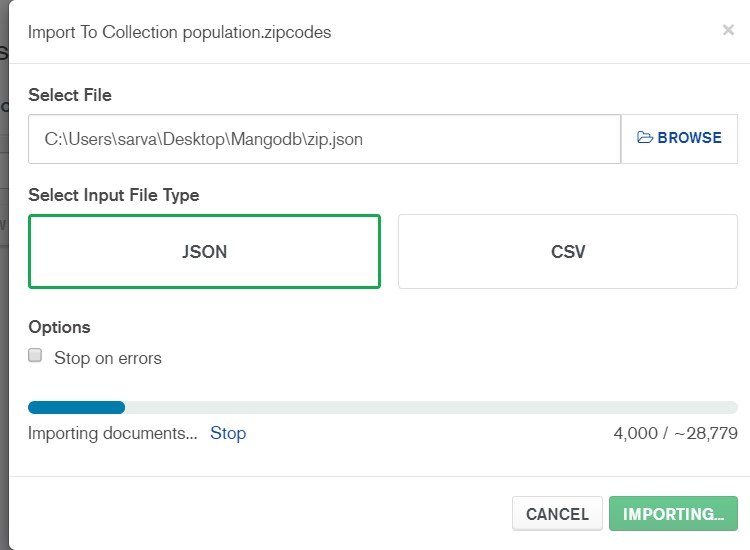 Import To Collection population.zipcodes
×
Select File
C:\Users\sarva\Desktop\Mangodb\zip.json
BROWSE
Select Input File Type
JSON
CSV
Options
Stop on errors
Importing documents... Stop
4,000 / ~28,779
CANCEL
IMPORTING...